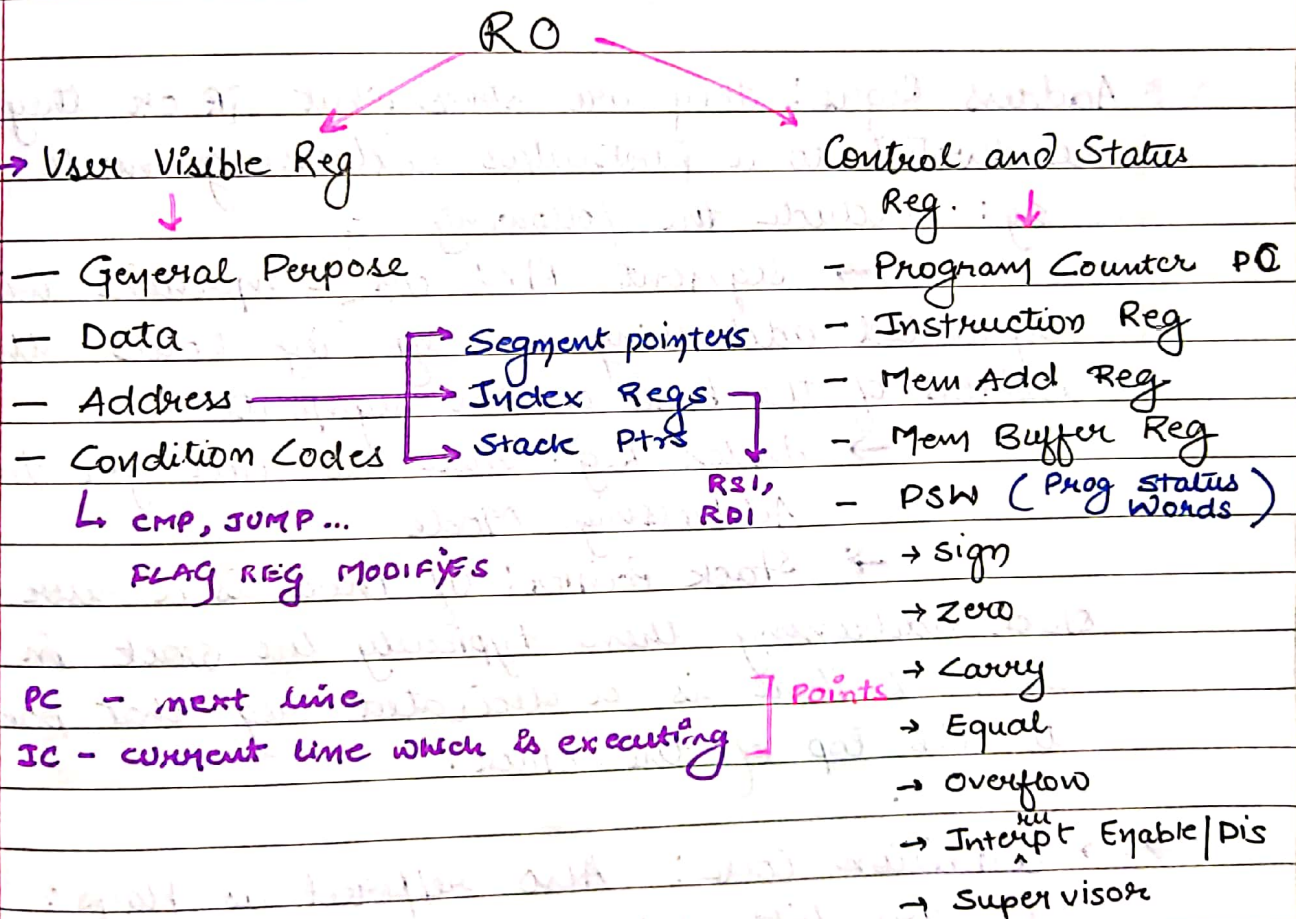 RO
→ User Visible Reg
— General Perpose
— Data
— Address
— Condition Codes
↳ CMP, JUMP...
FLAG REG MODIFYES
Segment pointers
Index Regs
Stack Ptrs
RSI,
RDI
Control and Status
Reg.
- Program Counter PC
- Instruction Reg
- Mem Add Reg
- Mem Buffer Reg
- PSW (Prog Status
Words)
→ sign
→ zero
→ Carry
→ Equal
→ Overflow
→ Interrupt Enable/Dis
→ Supervisor
PC - next line
IC - current line which is executing
Points